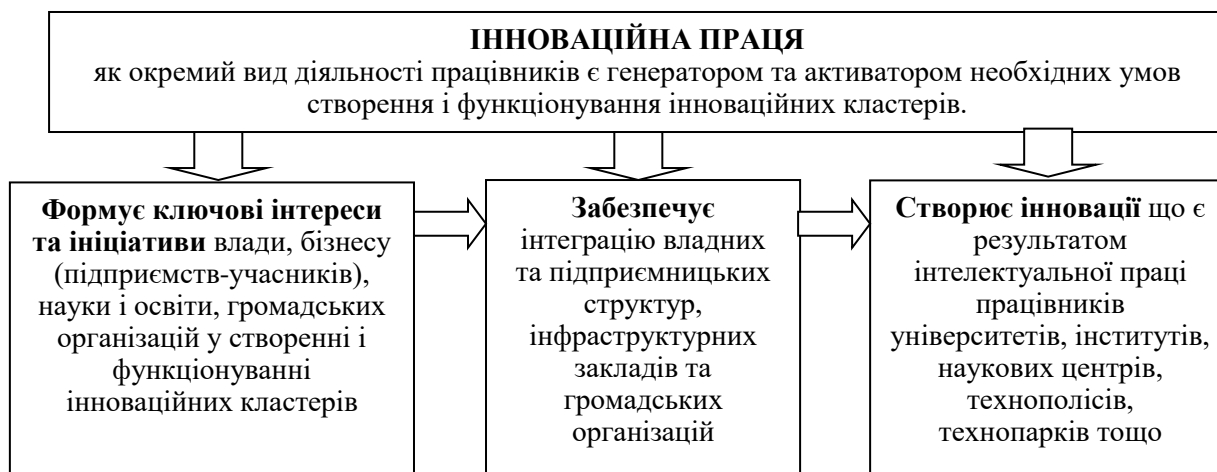 ІННОВАЦІЙНА ПРАЦЯ
як окремий вид діяльності працівників є генератором та активатором необхідних умов
створення і функціонування інноваційних кластерів.
Формує ключові інтереси
та ініціативи влади, бізнесу
(підприємств-учасників),
науки і освіти, громадських
організацій у створенні і
функціонуванні
інноваційних кластерів
Забезпечує
інтеграцію владних
та підприємницьких
структур,
інфраструктурних
закладів та
громадських
організацій
Створює інновації що є
результатом
інтелектуальної праці
працівників
університетів, інститутів,
наукових центрів,
технополісів,
технопарків тощо